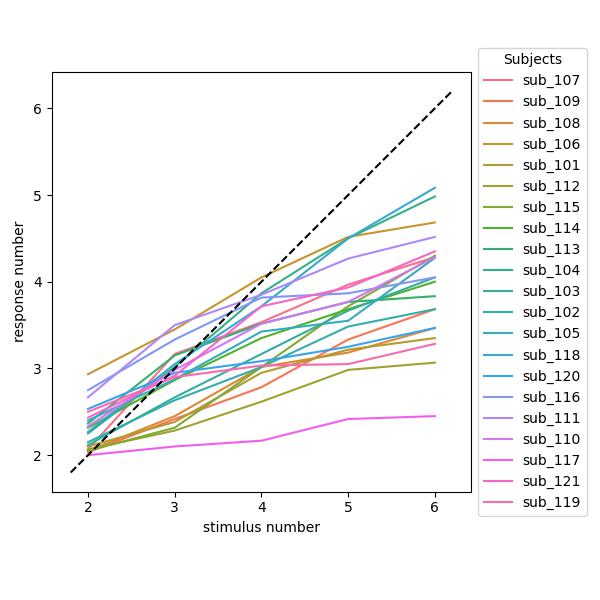 Subjects
sub_107
sub_109
sub_108
sub_106
sub_101
sub_112
sub_115
sub_114
sub_113
sub_104
sub_103
sub_102
sub_105
sub_118
sub_120
sub_116
sub_111
sub_110
sub_117
sub_121
sub_119
response number
6
5
4
3
2
2 3 4 5 6
stimulus number